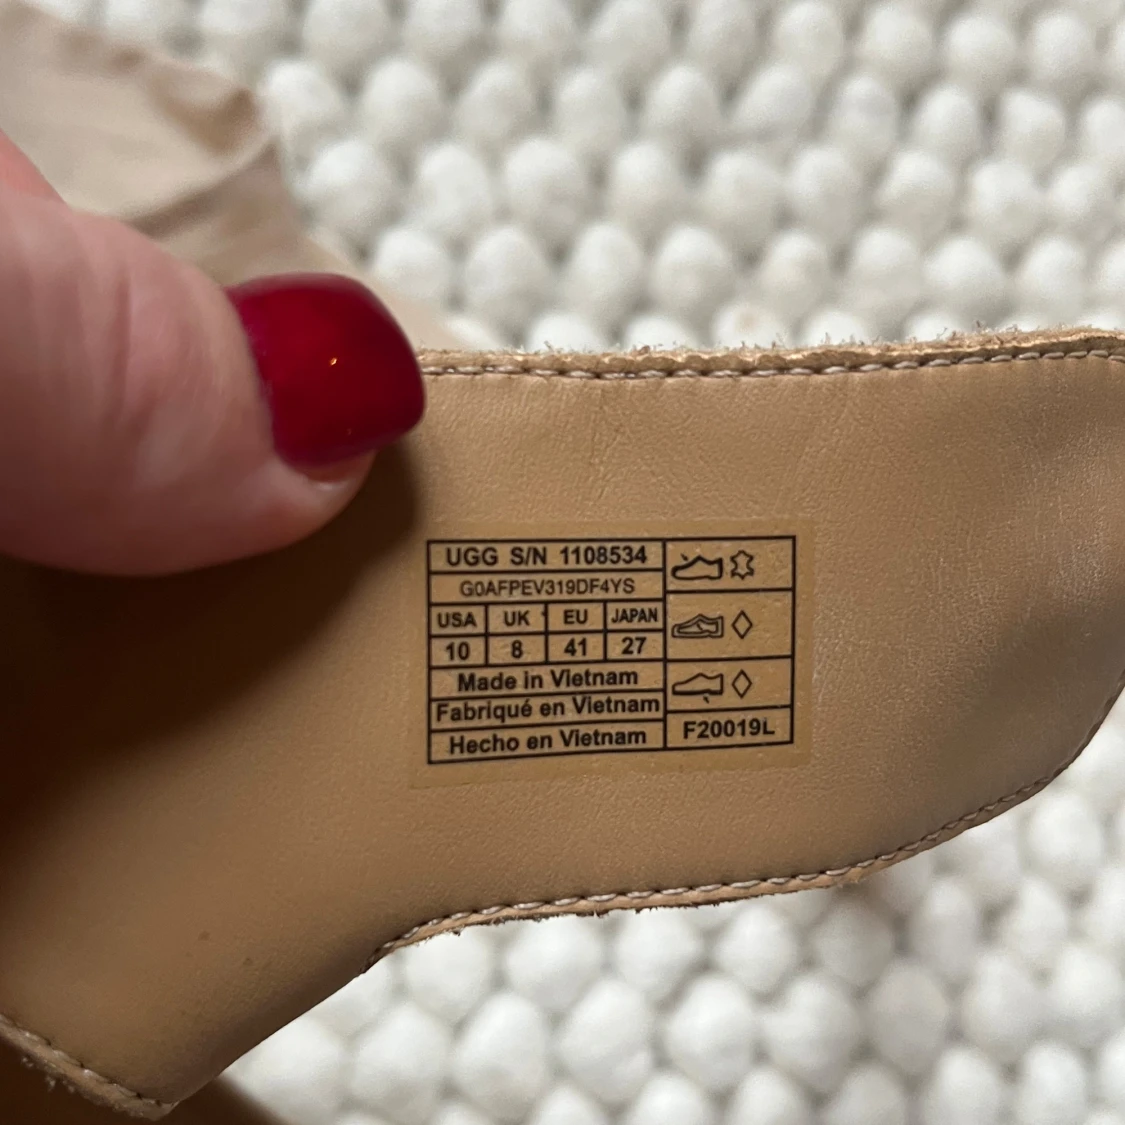 UGG S/N 1108534
G0AFPEV319DF4YS
USA UK EU JAPAN
10 8 41 27
Made in Vietnam
Fabriqué en Vietnam
Hecho en Vietnam
F20019L